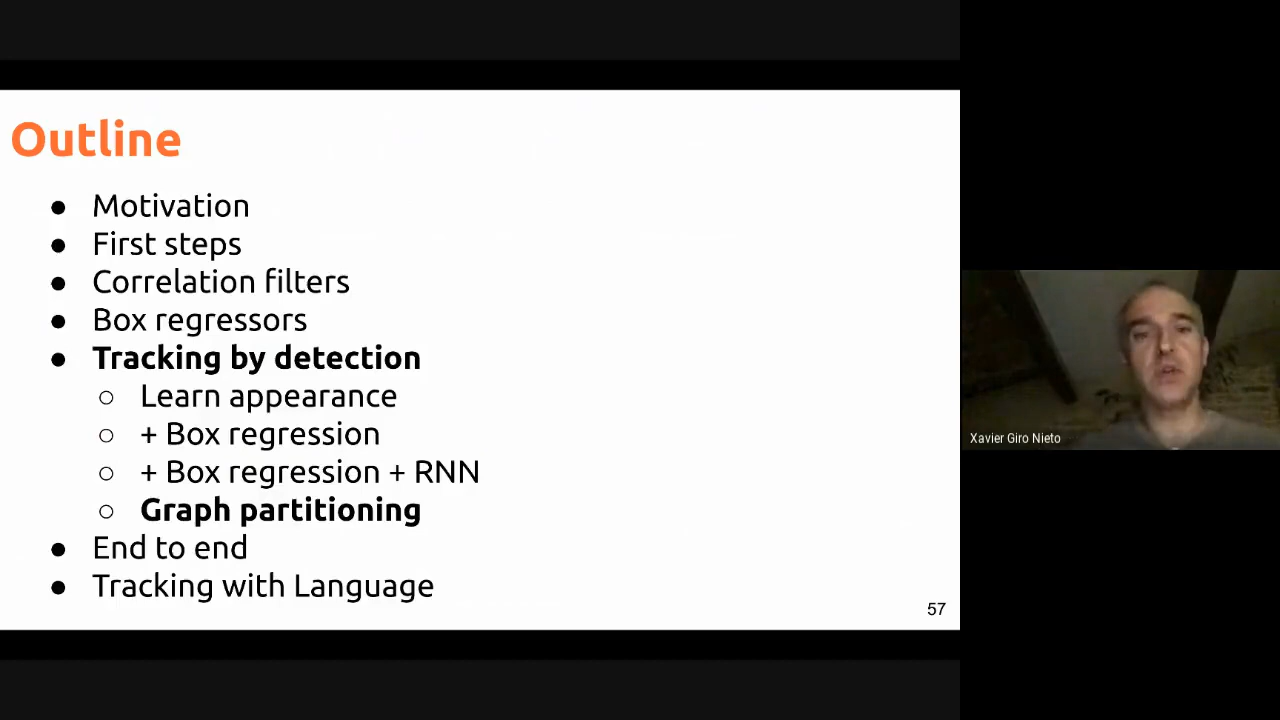 Outline
● Motivation
● First steps
● Correlation filters
● Box regressors
● Tracking by detection
○ Learn appearance
○ + Box regression
○ + Box regression + RNN
○ Graph partitioning
● End to end
● Tracking with Language
57
Xavier Giro Nieto